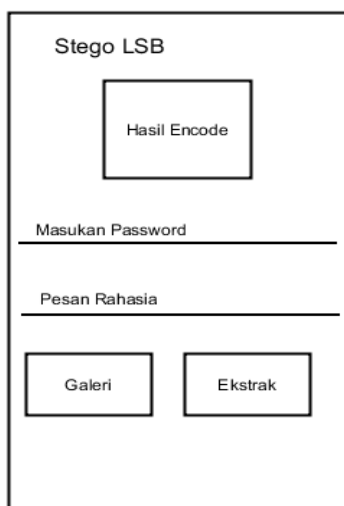 Stego LSB
Hasil Encode
Masukan Password
Pesan Rahasia
Galeri
Ekstrak